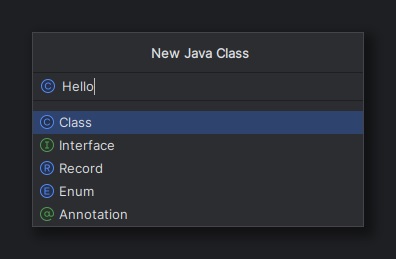 New Java Class
C Hello
C Class
I Interface
R Record
E Enum
@ Annotation